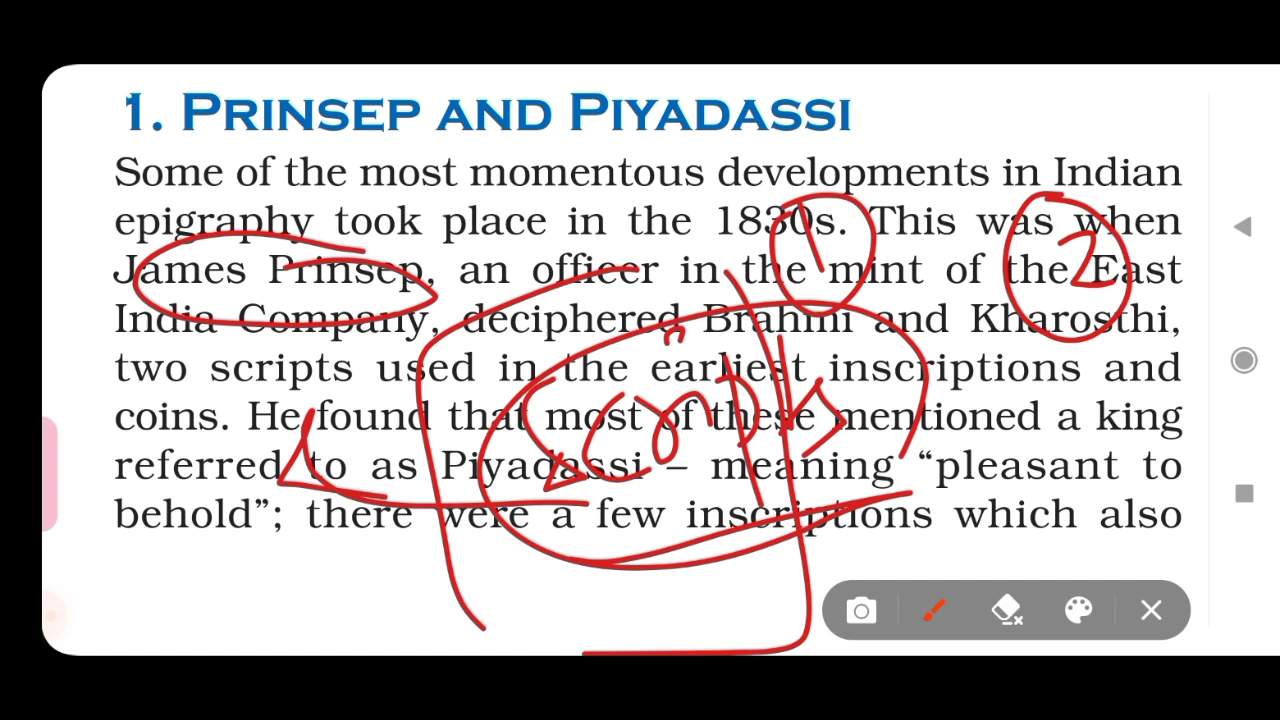 1. PRINSEP AND PIYADASSI
Some of the most momentous developments in Indian
epigraphy took place in the 1830s. This was when
James Prinsep, an officer in the mint of the East
India Company, deciphered Brahmi and Kharosthi,
two scripts used in the earliest inscriptions and
coins. He found that most of these mentioned a king
referred to as Piyadassi – meaning “pleasant to
behold”; there were a few inscriptions which also
1
2